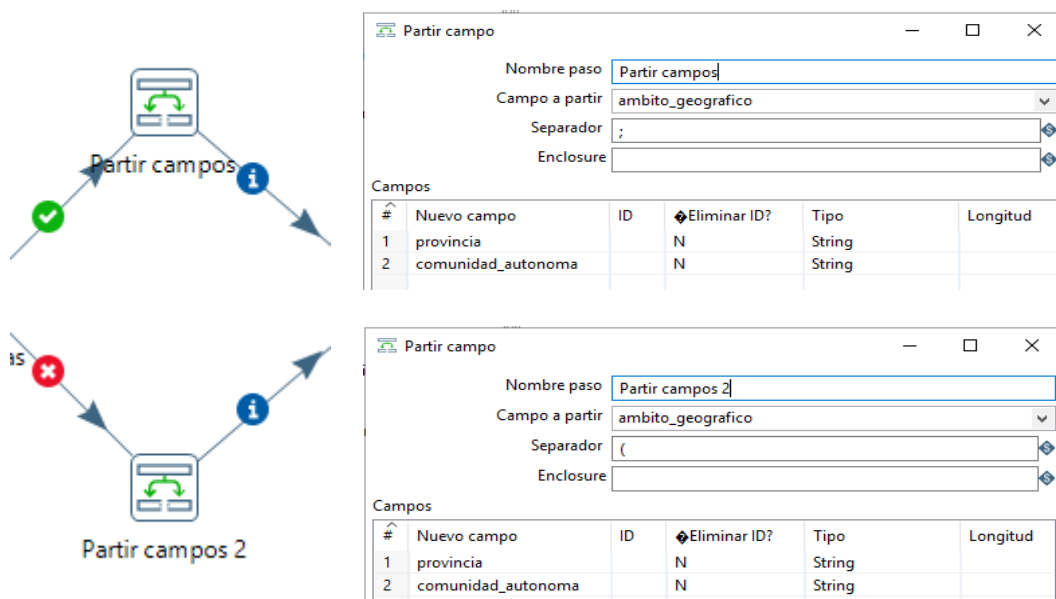 Partir campos
Partir campo
Nombre paso Partir campos
Campo a partir ambito_geografico
Separador ;
Enclosure
Campos
# Nuevo campo ID �Eliminar ID? Tipo Longitud
1 provincia N String
2 comunidad_autonoma N String
as
Partir campos 2
Partir campo
Nombre paso Partir campos 2
Campo a partir ambito_geografico
Separador (
Enclosure
Campos
# Nuevo campo ID �Eliminar ID? Tipo Longitud
1 provincia N String
2 comunidad_autonoma N String